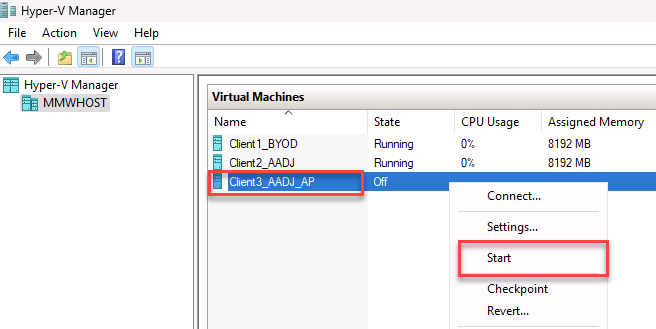 Hyper-V Manager
File Action View Help
Hyper-V Manager
MMWHOST
Virtual Machines
Name State CPU Usage Assigned Memory
Client1_BYOD Running 0% 8192 MB
Client2_AADJ Running 0% 8192 MB
Client3_AADJ_AP Off
Connect...
Settings...
Start
Checkpoint
Revert...